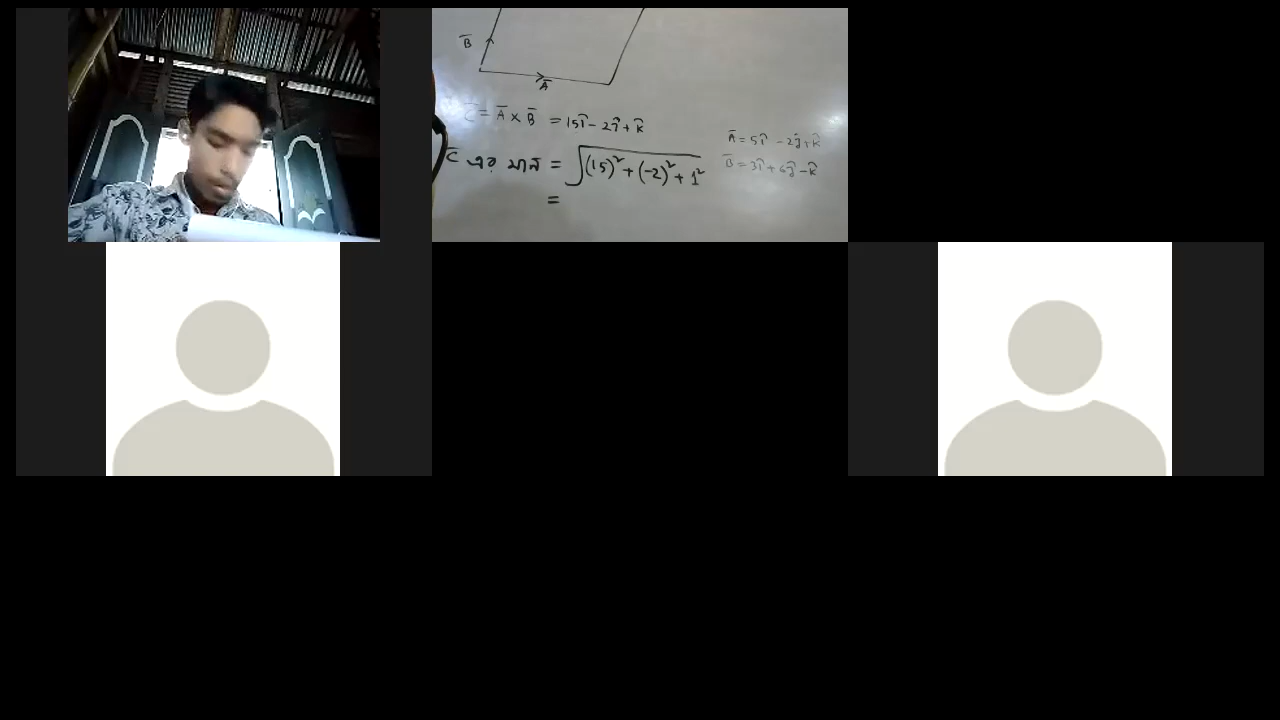 B̄
Ā
C̄ = Ā × B̄ = 15î - 2ĵ + k̂
Ā = 5î - 2ĵ + k̂
B̄ = 3î + 6ĵ - k̂
C̄ এর মান = √((15)² + (-2)² + 1²)
=